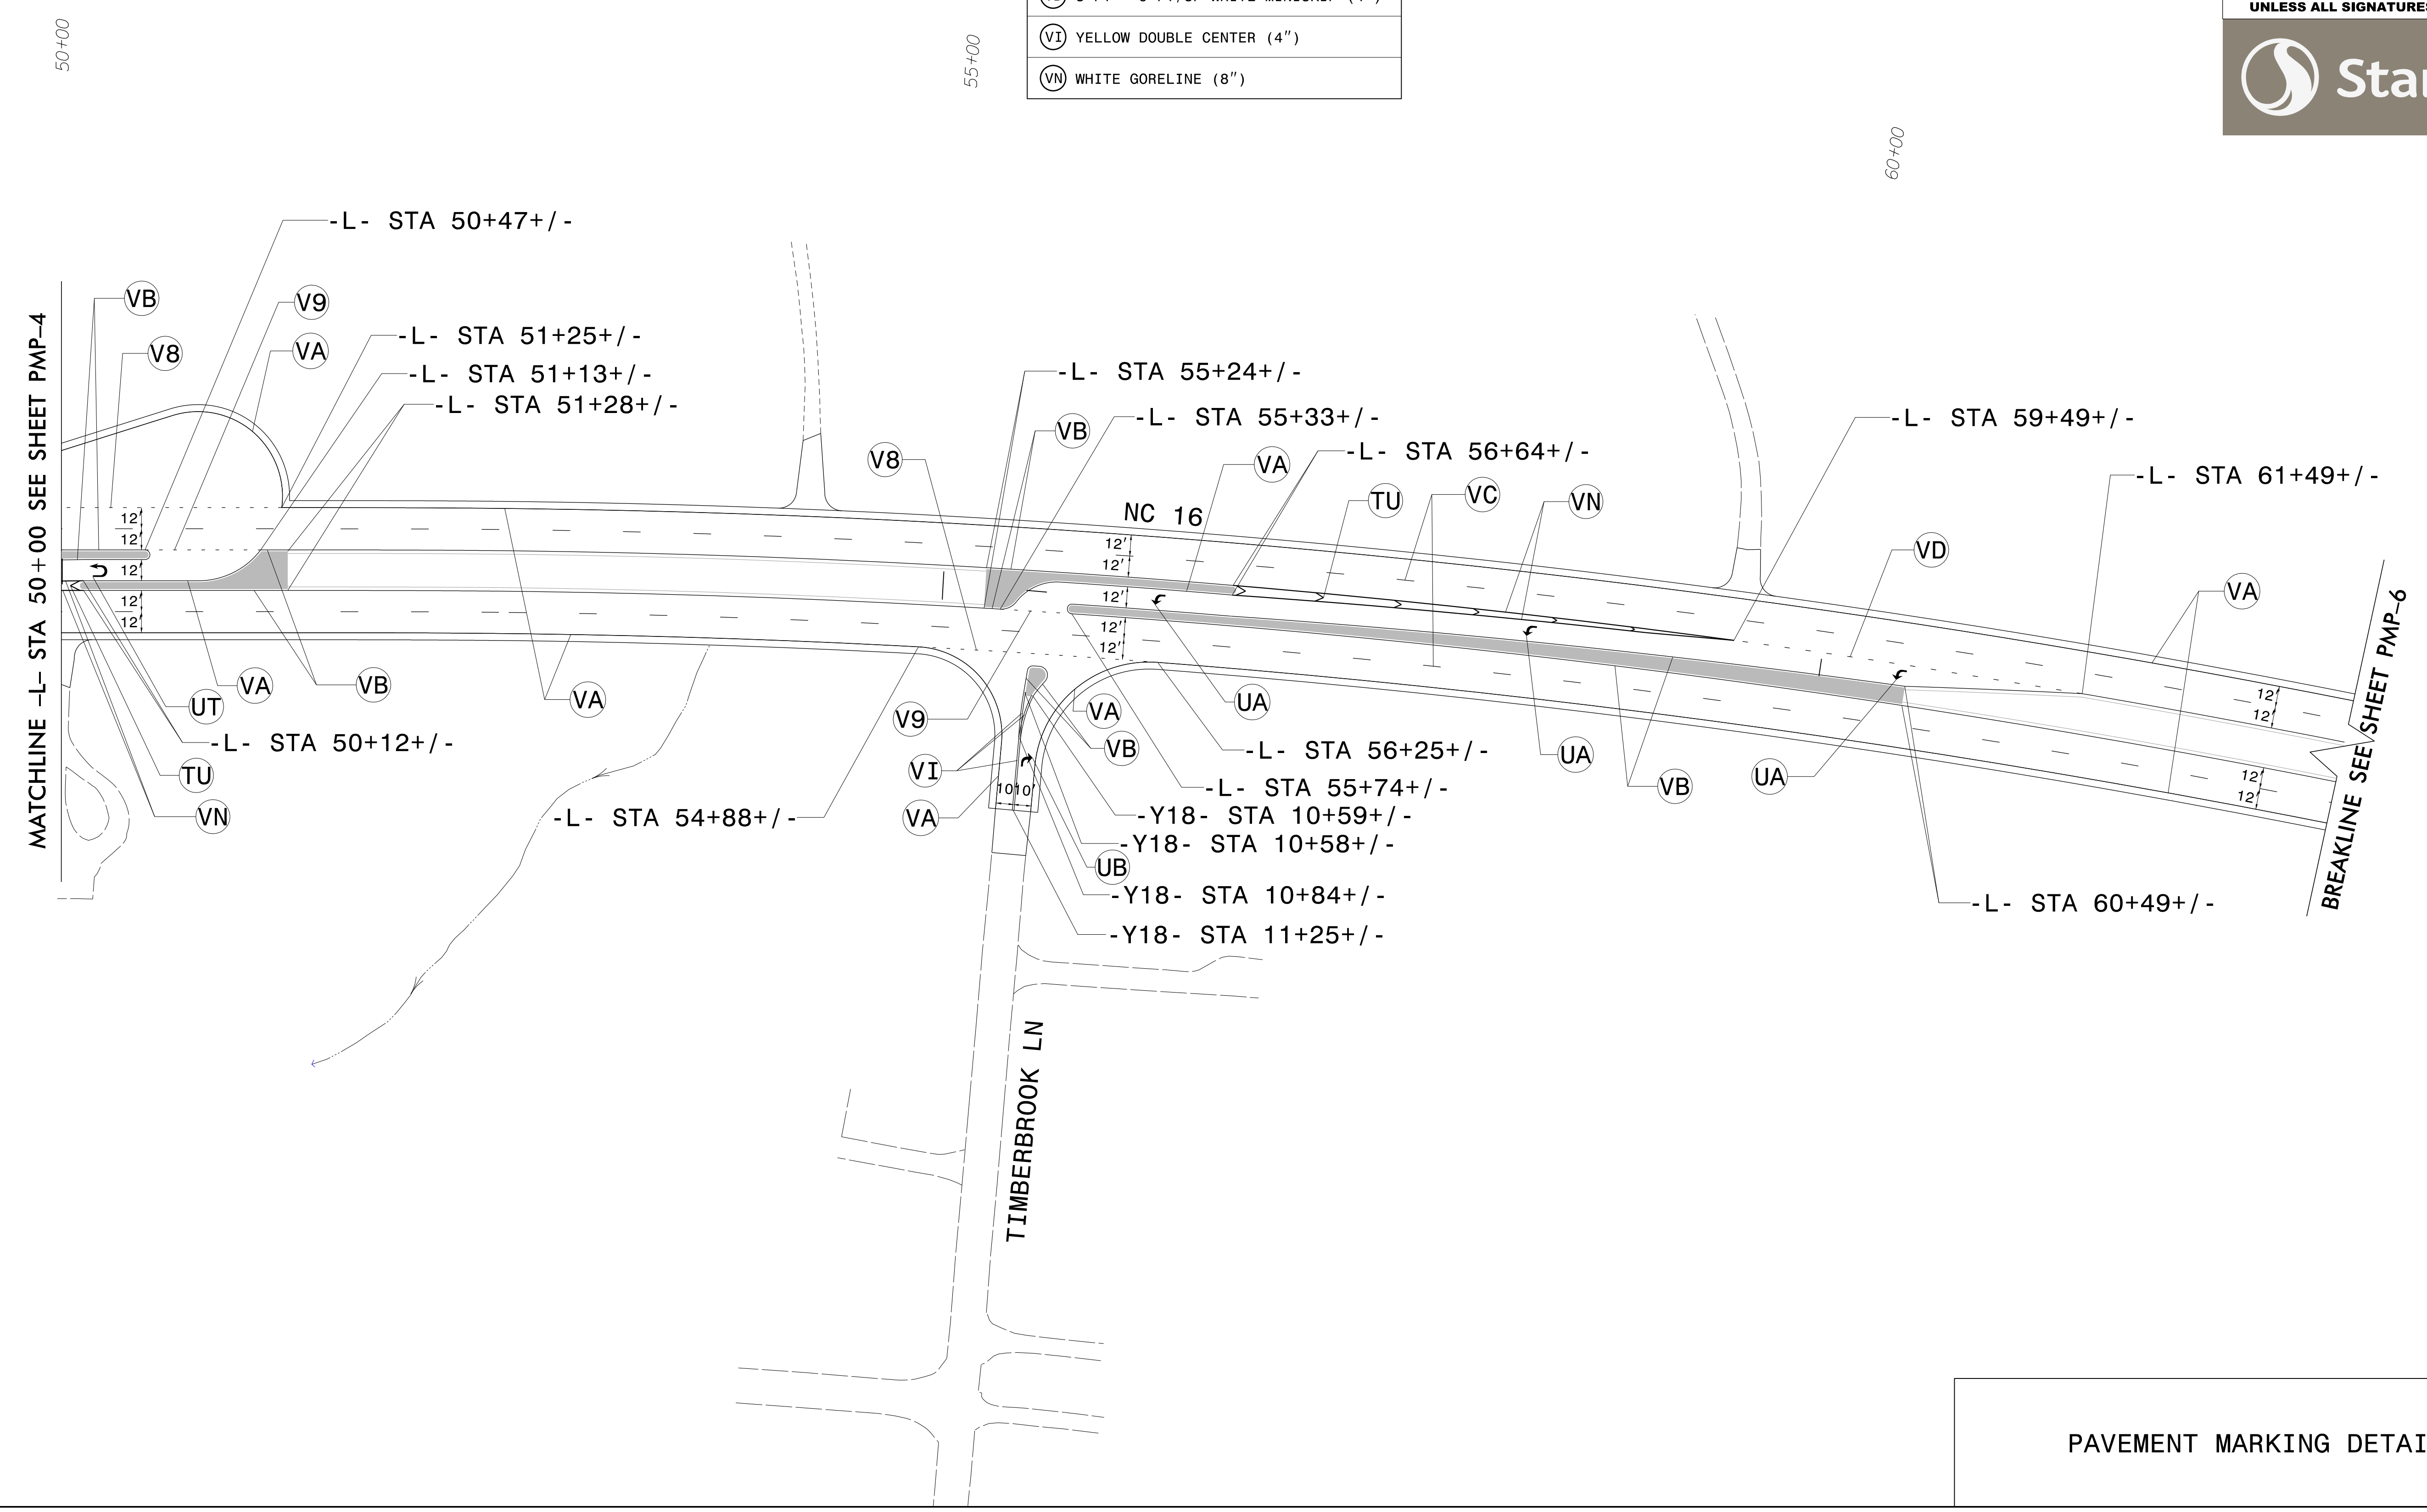 50+00
55+00
60+00
VI YELLOW DOUBLE CENTER (4")
VN WHITE GORELINE (8")
UNLESS ALL SIGNATURES
-L- STA 50+47+/-
VB
V9
V8
VA
-L- STA 51+25+/-
-L- STA 51+13+/-
-L- STA 51+28+/-
-L- STA 55+24+/-
-L- STA 55+33+/-
VB
V8
-L- STA 56+64+/-
VA
TU
VC
VN
-L- STA 59+49+/-
-L- STA 61+49+/-
VD
VA
NC 16
12'
12'
12'
12'
12'
12'
12'
12'
12'
12'
12'
12'
12'
12'
MATCHLINE -L- STA 50+00 SEE SHEET PMP-4
BREAKLINE SEE SHEET PMP-6
VA
UT
VB
VA
-L- STA 50+12+/-
TU
VN
V9
VI
VA
10'
10'
VA
VB
UA
-L- STA 56+25+/-
UA
VB
UA
-L- STA 55+74+/-
-L- STA 54+88+/-
-Y18- STA 10+59+/-
-Y18- STA 10+58+/-
UB
-Y18- STA 10+84+/-
-Y18- STA 11+25+/-
-L- STA 60+49+/-
TIMBERBROOK LN
PAVEMENT MARKING DETAI